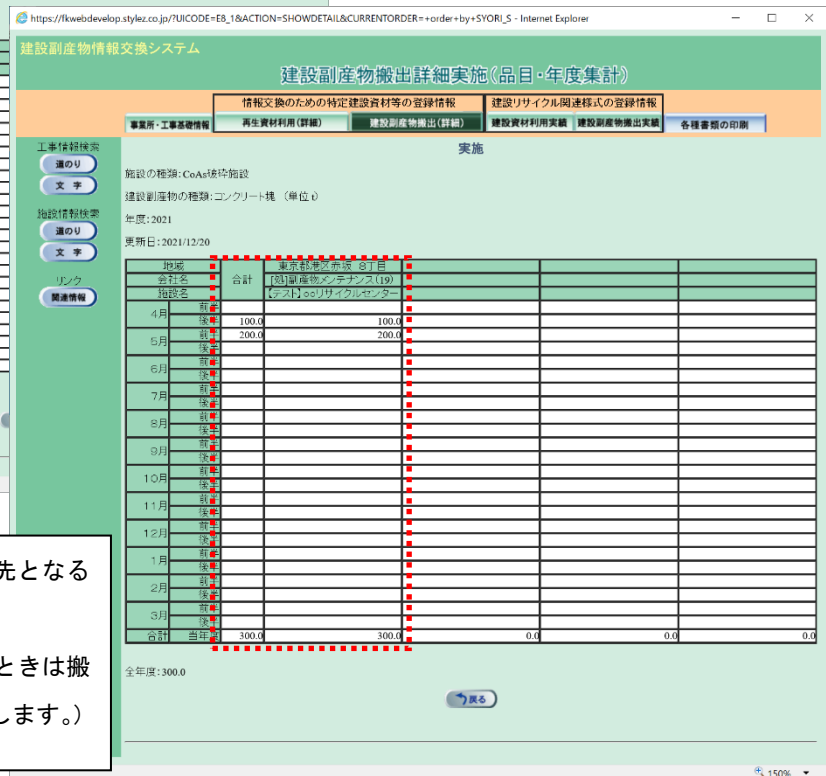 https://fkwebdevelop.stylez.co.jp/?UICODE=E8_1&ACTION=SHOWDETAIL&CURRENTORDER=+order+by+SYORI_S - Internet Explorer
建設副産物情報交換システム
建設副産物搬出詳細実施(品目・年度集計)
情報交換のための特定建設資材等の登録情報 建設リサイクル関連様式の登録情報
事業所・工事基礎情報 再生資材利用(詳細) 建設副産物搬出(詳細) 建設資材利用実績 建設副産物搬出実績 各種書類の印刷
工事情報検索
道のり
文 字
施設情報検索
道のり
文 字
リンク
関連情報
実施
施設の種類:CoAs破砕施設
建設副産物の種類:コンクリート塊 (単位t)
年度:2021
更新日:2021/12/20
地域 合計 東京都港区赤坂 8丁目
会社名 [処]副産物メンテナンス(19)
施設名 【テスト】ooリサイクルセンター
4月 前半
後半 100.0 100.0
5月 前半 200.0 200.0
後半
6月 前半
後半
7月 前半
後半
8月 前半
後半
9月 前半
後半
10月 前半
後半
11月 前半
後半
12月 前半
後半
1月 前半
後半
2月 前半
後半
3月 前半
後半
合計 当年度 300.0 300.0 0.0 0.0 0.0
全年度:300.0
戻る
先となる
ときは搬
します。)
150%